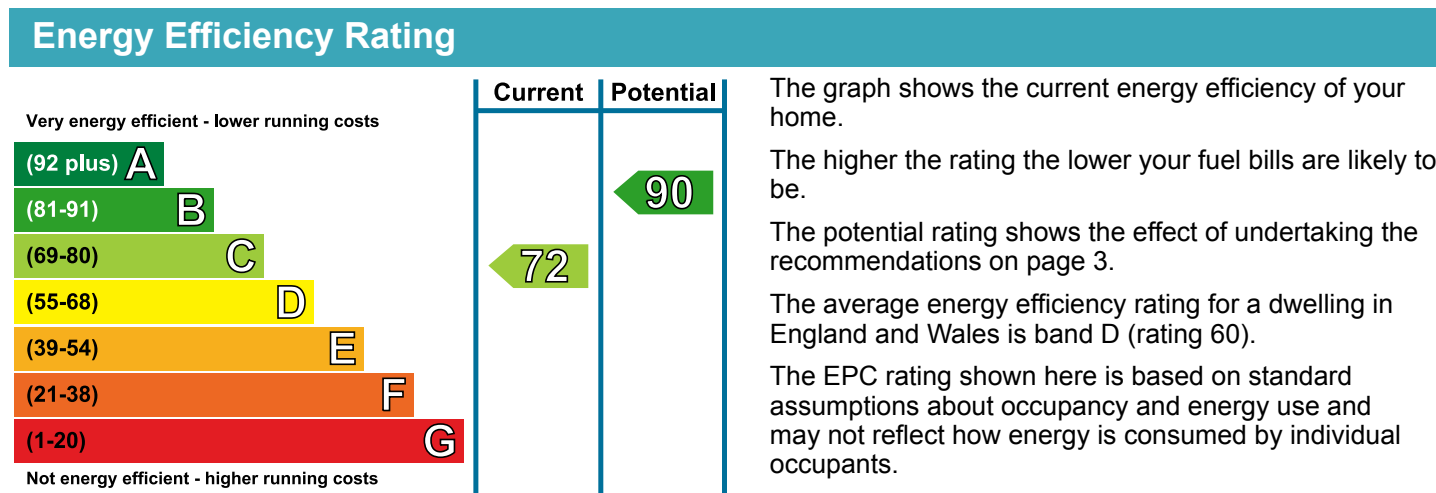 Energy Efficiency Rating
Current Potential
Very energy efficient - lower running costs
(92 plus) A
(81-91) B
90
(69-80) C
72
(55-68) D
(39-54) E
(21-38) F
(1-20) G
Not energy efficient - higher running costs
The graph shows the current energy efficiency of your
home.
The higher the rating the lower your fuel bills are likely to
be.
The potential rating shows the effect of undertaking the
recommendations on page 3.
The average energy efficiency rating for a dwelling in
England and Wales is band D (rating 60).
The EPC rating shown here is based on standard
assumptions about occupancy and energy use and
may not reflect how energy is consumed by individual
occupants.